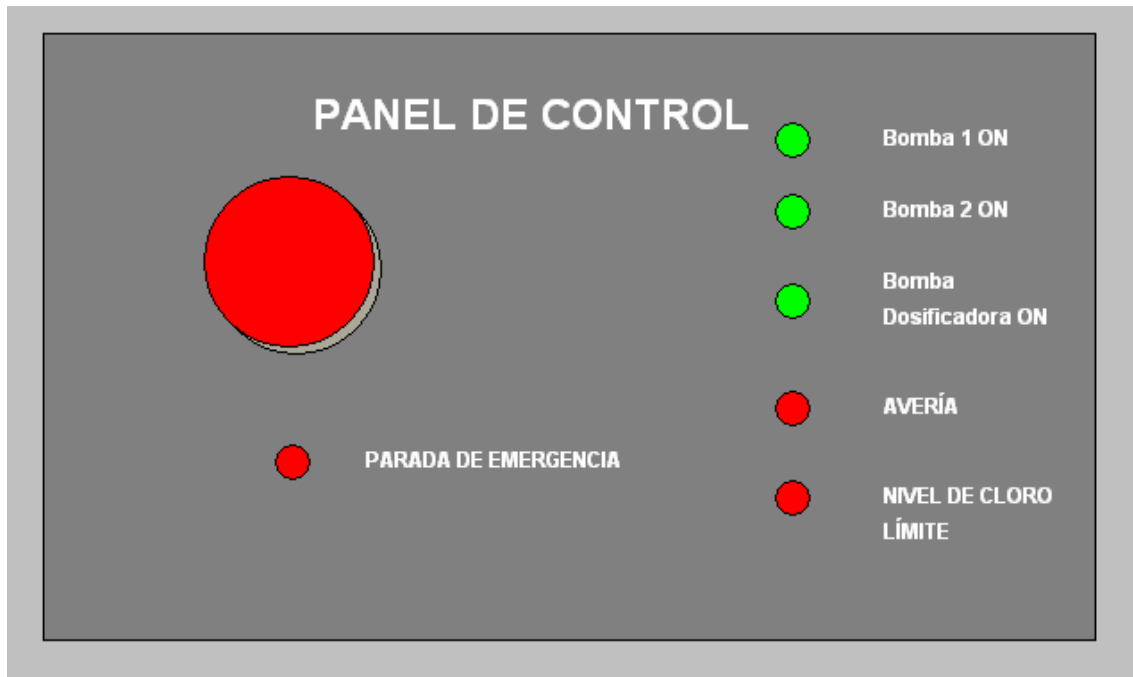 PANEL DE CONTROL
Bomba 1 ON
Bomba 2 ON
Bomba
Dosificadora ON
AVERÍA
PARADA DE EMERGENCIA
NIVEL DE CLORO
LÍMITE